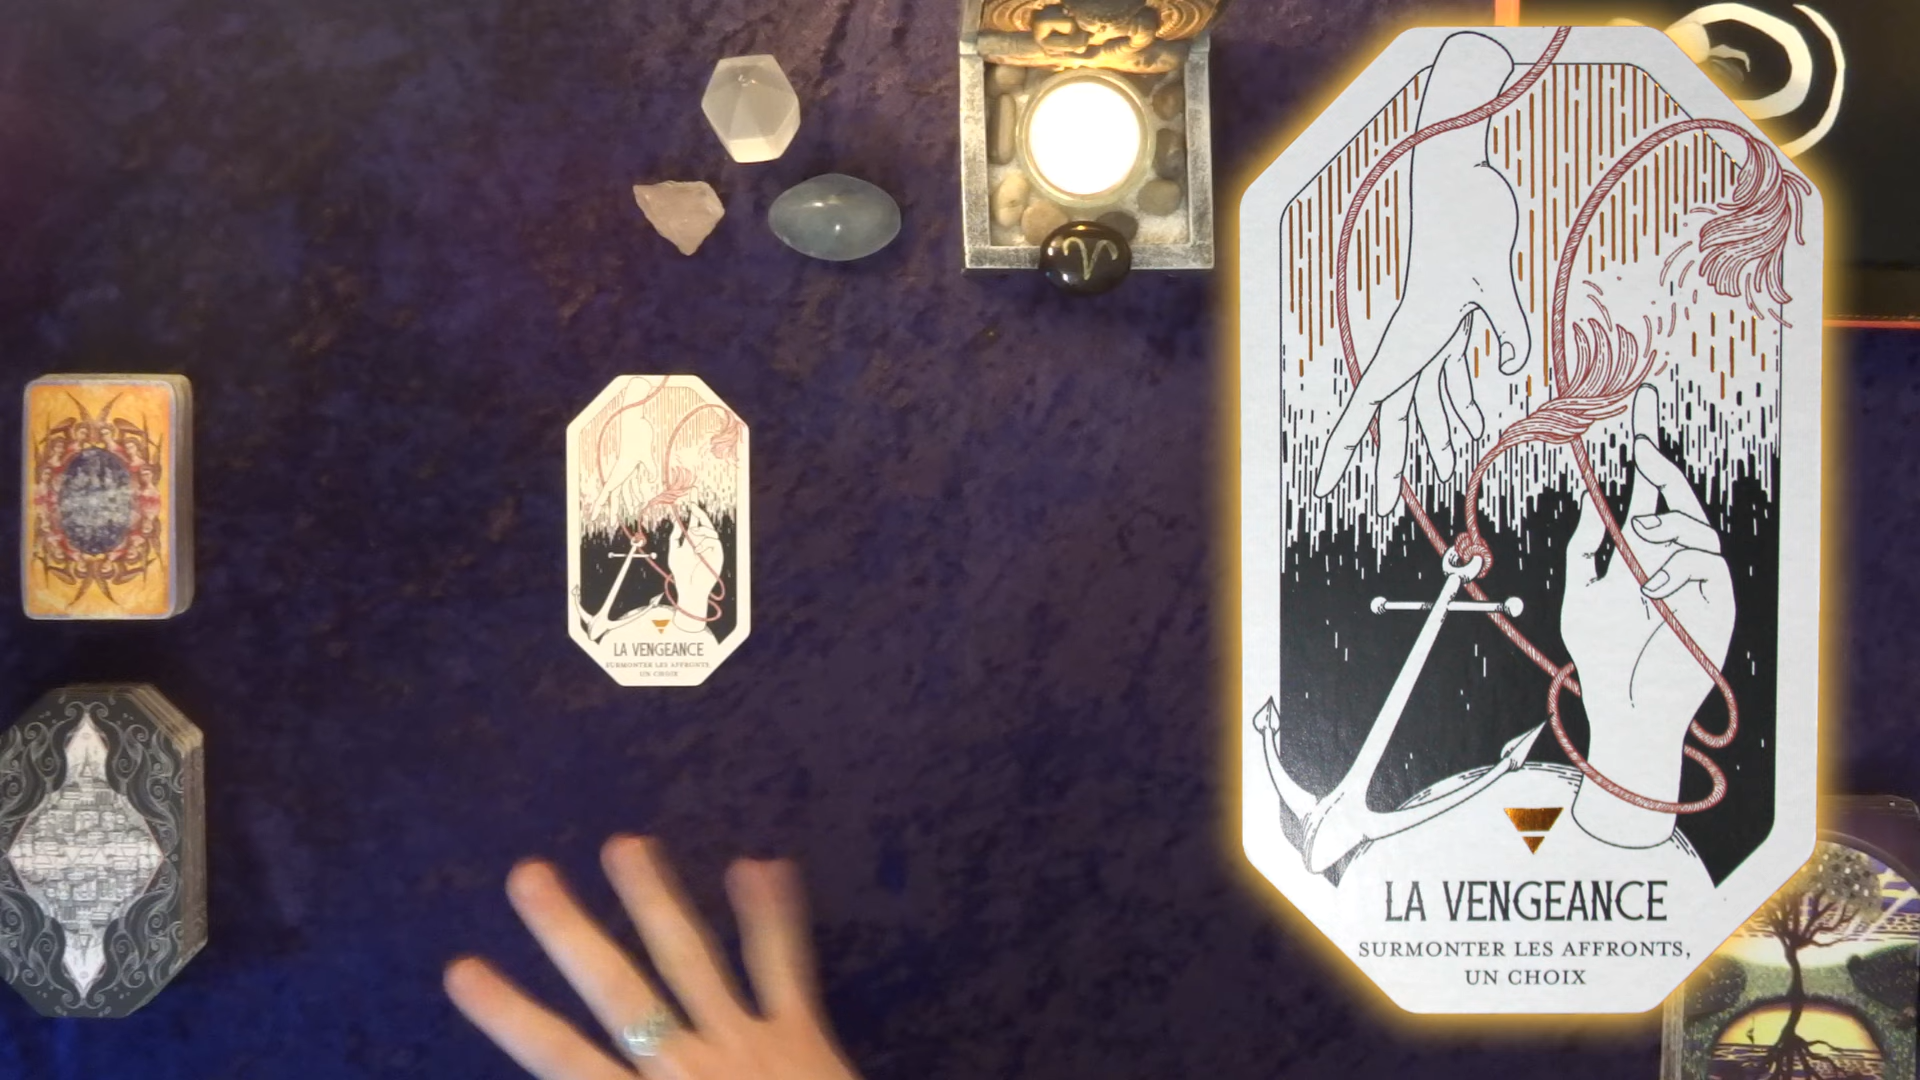 LA VENGEANCE
SURMONTER LES AFFRONTS,
UN CHOIX
LA VENGEANCE
SURMONTER LES AFFRONTS,
UN CHOIX